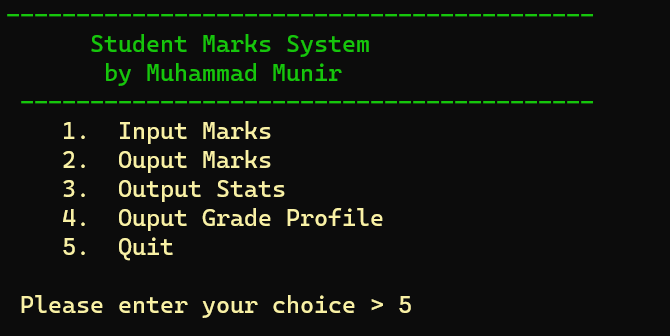 -----------------------------------------
Student Marks System
by Muhammad Munir
-----------------------------------------
1. Input Marks
2. Ouput Marks
3. Output Stats
4. Ouput Grade Profile
5. Quit
Please enter your choice > 5